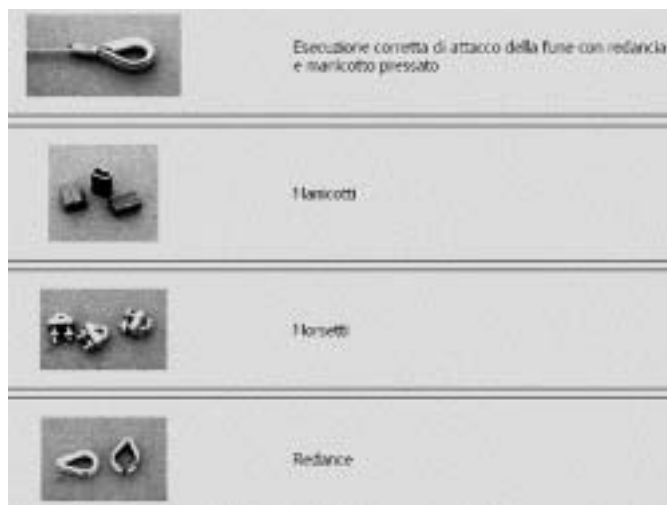 Esecuzione corretta di attacco della fune con redancia
e manicotto pressato
Manicotti
Morsetti
Redance